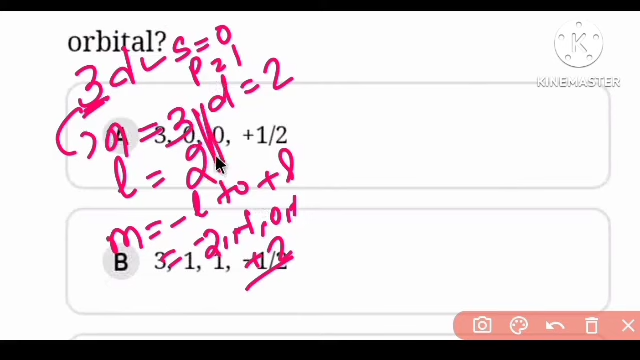 orbital?
3d s = 0
p = 1
d = 2
KINEMASTER
A 3, 0, 0, +1/2
n = 3
l = 2
m = -l to +l
= -2, -1, 0, +1
+2
B 3, 1, 1, -1/2